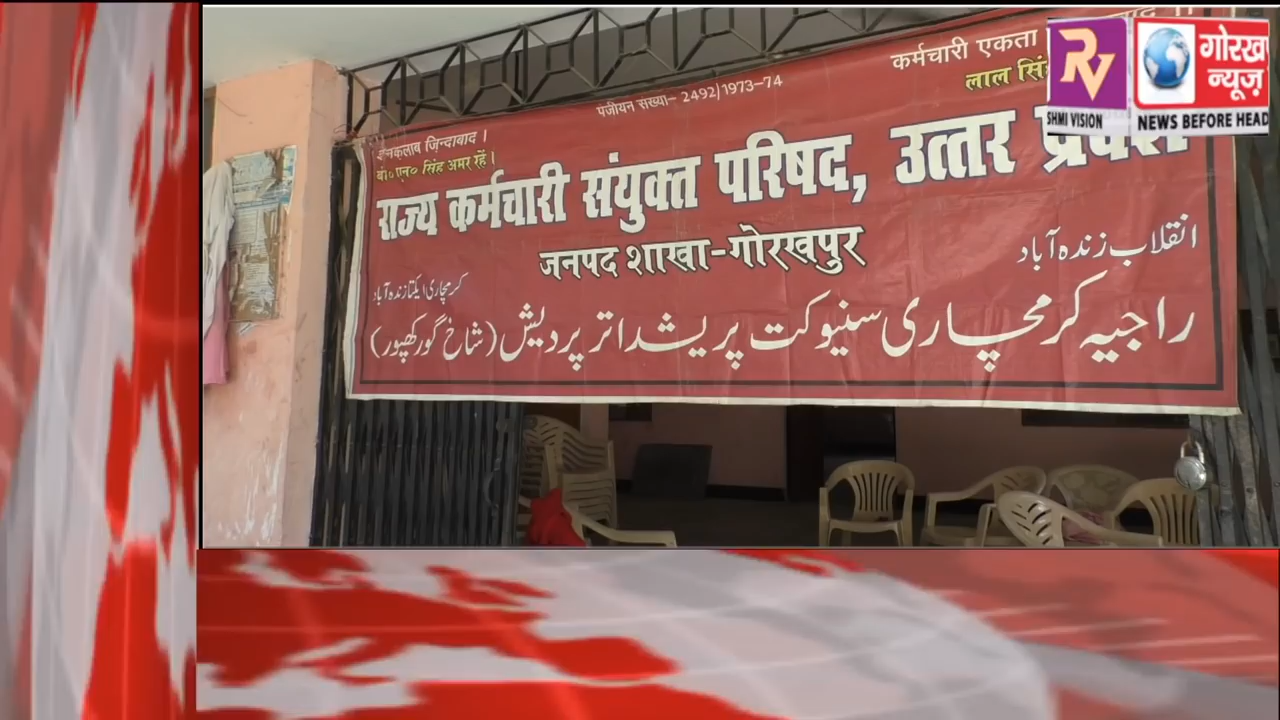 कर्मचारी एकता
लाल सिंह
पंजीयन संख्या- 2492/1973-74
इन्कलाब ज़िन्दाबाद ।
बी०एन० सिंह अमर रहें ।
राज्य कर्मचारी संयुक्त परिषद, उत्तर प्रदेश
जनपद शाखा-गोरखपुर
انقلاب زندہ آباد
کرمچاری ایکتا زندہ آباد
راجیہ کرمچاری سنیوکت پریشد اتر پردیش (شاخ گورکھپور)
RV
SHMI VISION
गोरख
न्यूज़
NEWS BEFORE HEAD